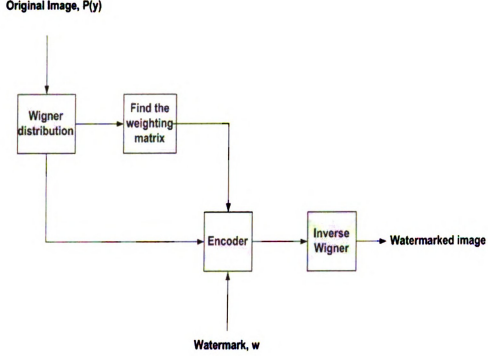 Original Image, P(y)
Wigner
distribution
Find the
weighting
matrix
Encoder
Inverse
Wigner
Watermarked image
Watermark, w